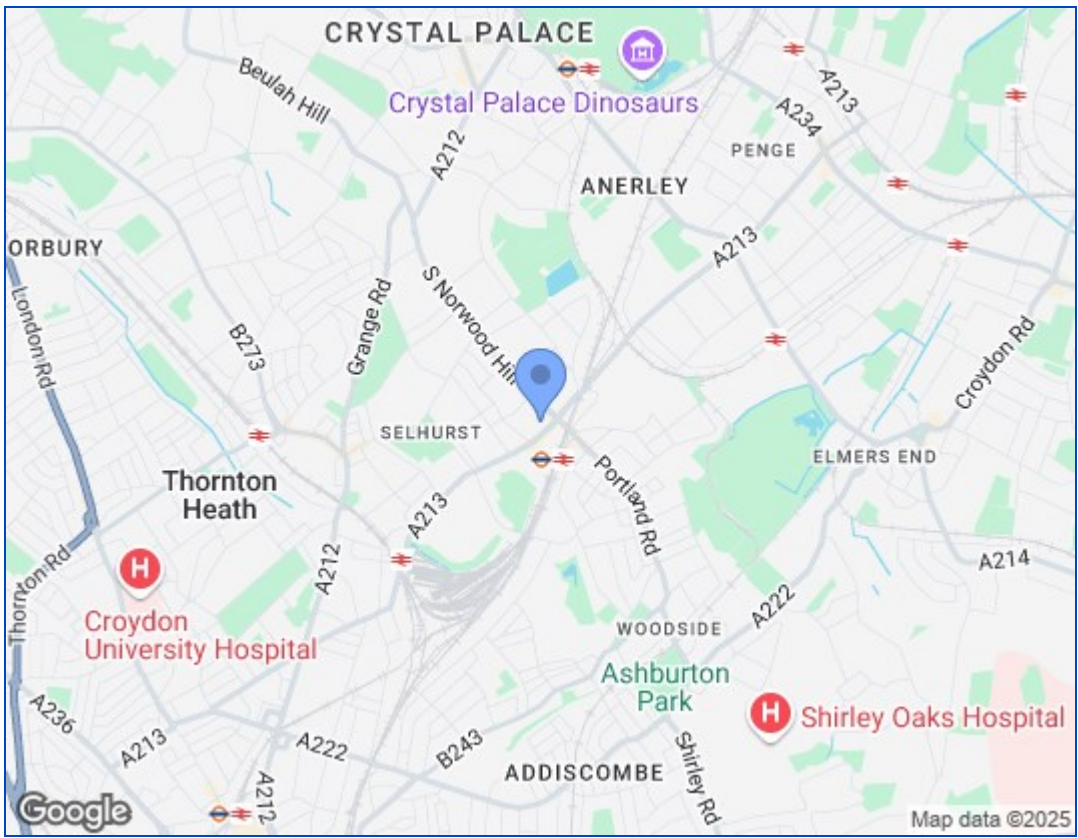 CRYSTAL PALACE
Beulah Hill
Crystal Palace Dinosaurs
A213
A234
A212
PENGE
ANERLEY
ORBURY
A213
London Rd
S Norwood Hill
Grange Rd
B273
Croydon Rd
SELHURST
ELMERS END
Thornton
Heath
Portland Rd
A213
A214
Thornton Rd
H
A212
Croydon
University Hospital
A222
WOODSIDE
Ashburton
Park
H
Shirley Oaks Hospital
A236
A213
A222
B243
Shirley Rd
ADDISCOMBE
A212
Google
Map data ©2025